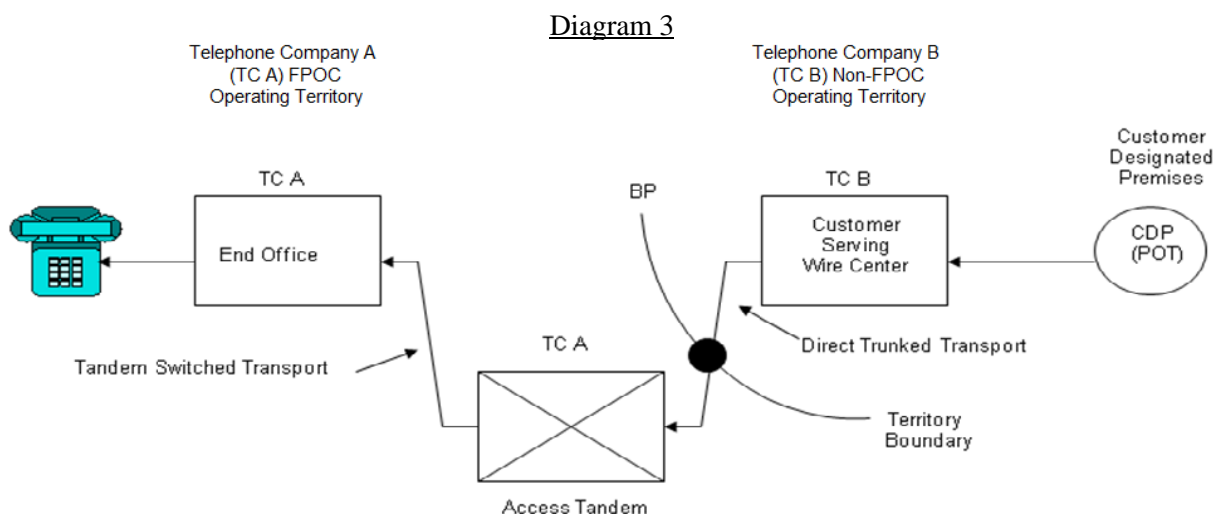 Diagram 3
Telephone Company A
(TC A) FPOC
Operating Territory
Telephone Company B
(TC B) Non-FPOC
Operating Territory
Customer
Designated
Premises
TC A
BP
TC B
End Office
Customer
Serving
Wire Center
CDP
(POT)
Tandem Switched Transport
TC A
Direct Trunked Transport
Territory
Boundary
Access Tandem